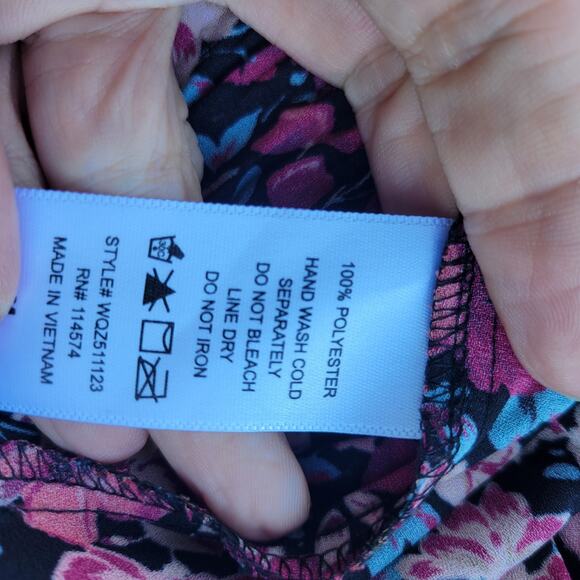 100% POLYESTER
HAND WASH COLD
SEPARATELY
DO NOT BLEACH
LINE DRY
DO NOT IRON
STYLE# WQZ511123
RN# 114574
MADE IN VIETNAM